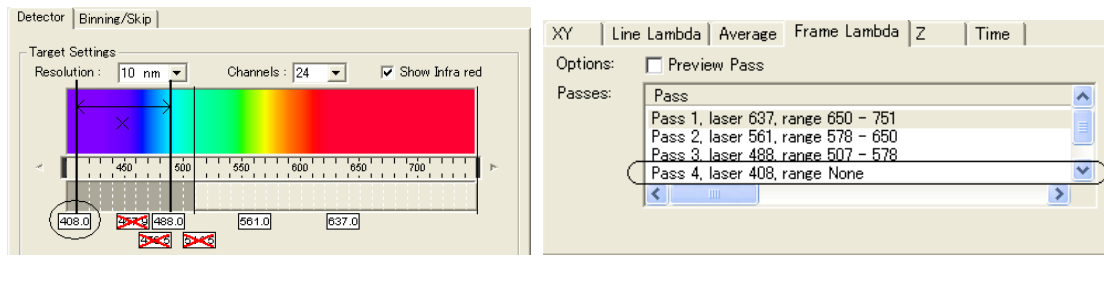 Detector
Binning/Skip
Target Settings
Resolution : 10 nm Channels : 24 Show Infra red
450 500 550 600 650 700
408.0 488.0 561.0 637.0
XY Line Lambda Average Frame Lambda Z Time
Options: Preview Pass
Passes: Pass
Pass 1, laser 637, range 650 - 751
Pass 2, laser 561, range 578 - 650
Pass 3, laser 488, range 507 - 578
Pass 4, laser 408, range None